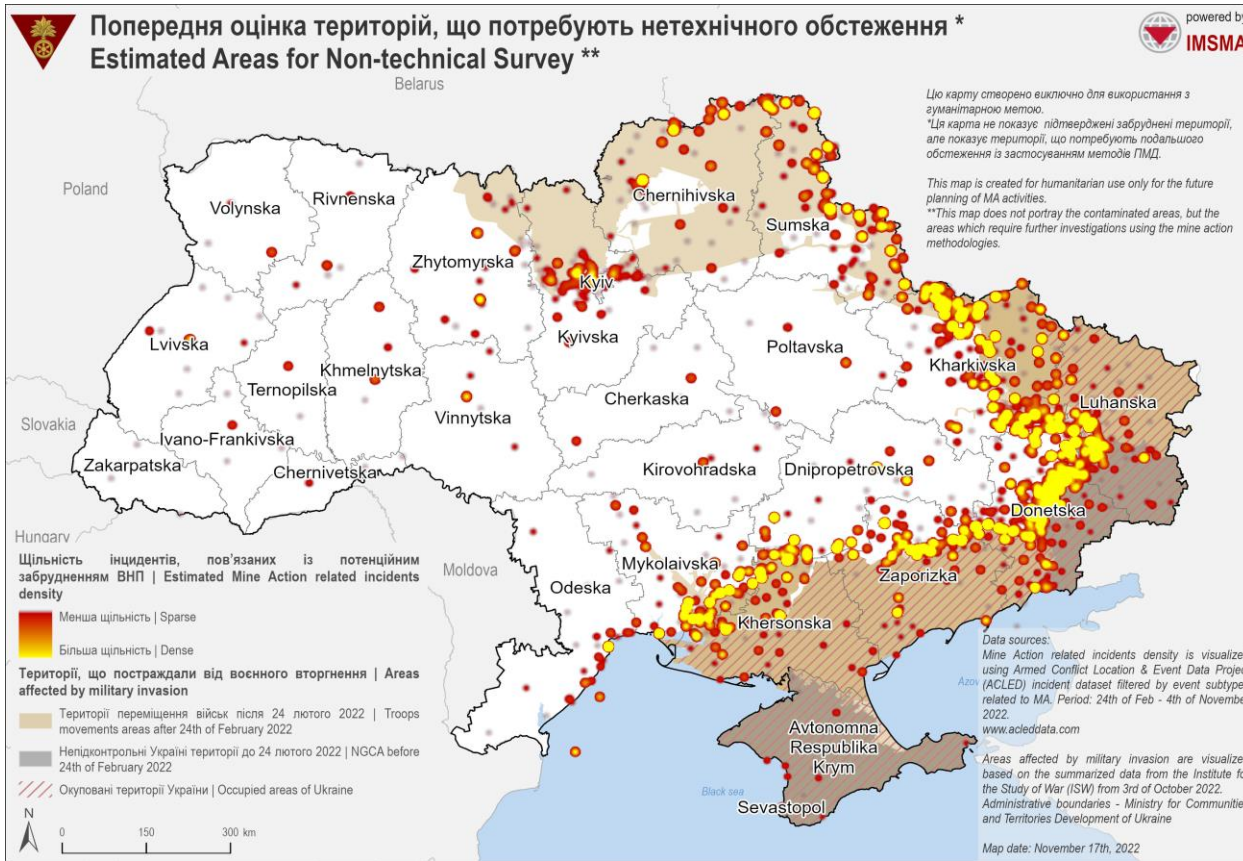 Попередня оцінка територій, що потребують нетехнічного обстеження *
Estimated Areas for Non-technical Survey **
powered by
IMSMA
Цю карту створено виключно для використання з
гуманітарною метою.
*Ця карта не показує підтверджені забруднені території,
але показує території, що потребують подальшого
обстеження із застосуванням методів ПМД.
This map is created for humanitarian use only for the future
planning of MA activities.
**This map does not portray the contaminated areas, but the
areas which require further investigations using the mine action
methodologies.
Belarus
Poland
Slovakia
Hungary
Moldova
Volynska
Rivnenska
Zhytomyrska
Kyiv
Kyivska
Chernihivska
Sumska
Lvivska
Ternopilska
Khmelnytska
Vinnytska
Cherkaska
Poltavska
Kharkivska
Luhanska
Ivano-Frankivska
Zakarpatska
Chernivetska
Kirovohradska
Dnipropetrovska
Donetska
Odeska
Mykolaivska
Zaporizka
Khersonska
Avtonomna
Respublika
Krym
Sevastopol
Black sea
Azov
Щільність інцидентів, пов'язаних із потенційним
забрудненням ВНП | Estimated Mine Action related incidents
density
Менша щільність | Sparse
Більша щільність | Dense
Території, що пострадали від воєнного вторгнення | Areas
affected by military invasion
Території переміщення військ після 24 лютого 2022 | Troops
movements areas after 24th of February 2022
Непідконтрольні Україні території до 24 лютого 2022 | NGCA before
24th of February 2022
Окуповані території України | Occupied areas of Ukraine
N
0 150 300 km
Data sources:
Mine Action related incidents density is visualize
using Armed Conflict Location & Event Data Projec
(ACLED) incident dataset filtered by event subtype
related to MA. Period: 24th of Feb - 4th of Novembe
2022.
www.acleddata.com
Areas affected by military invasion are visualize
based on the summarized data from the Institute fo
the Study of War (ISW) from 3rd of October 2022.
Administrative boundaries - Ministry for Communitie
and Territories Development of Ukraine
Map date: November 17th, 2022